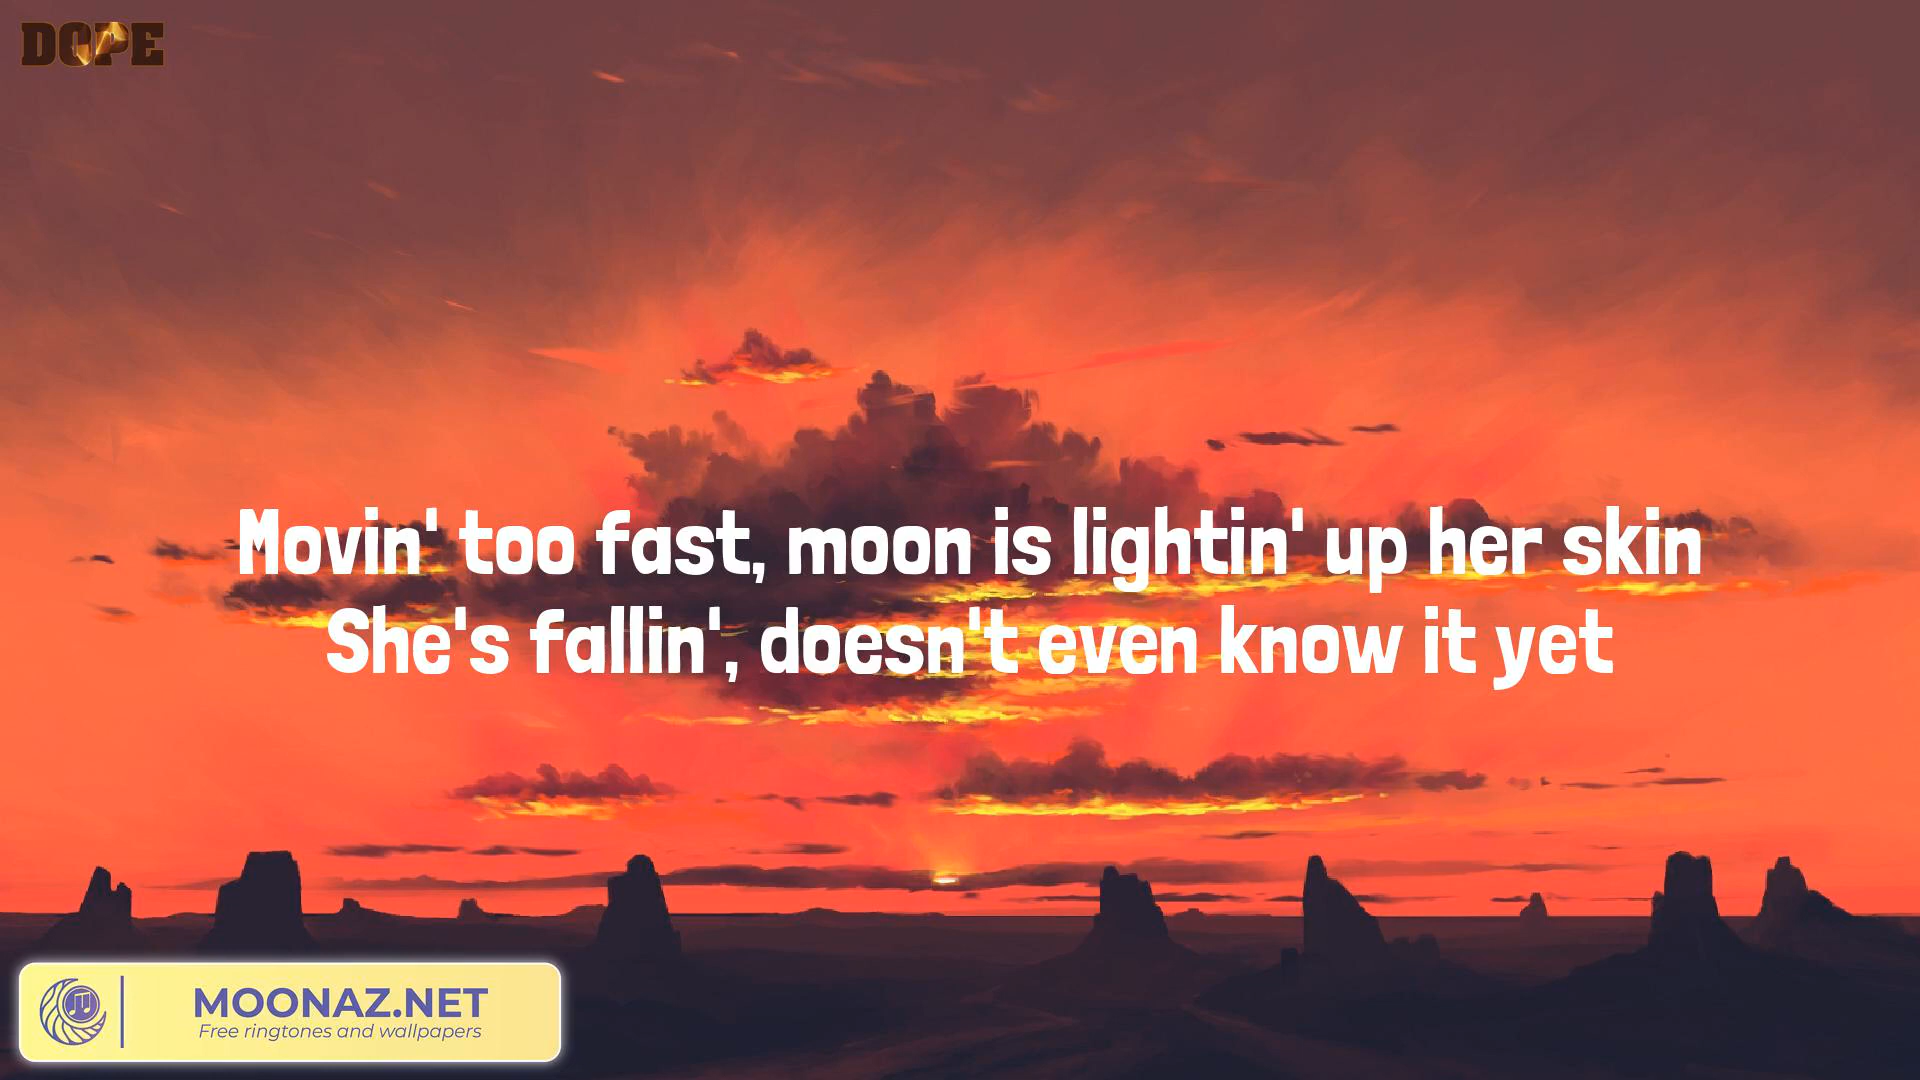 DOPE
Movin' too fast, moon is lightin' up her skin
She's fallin', doesn't even know it yet
MOONAZ.NET
Free ringtones and wallpapers